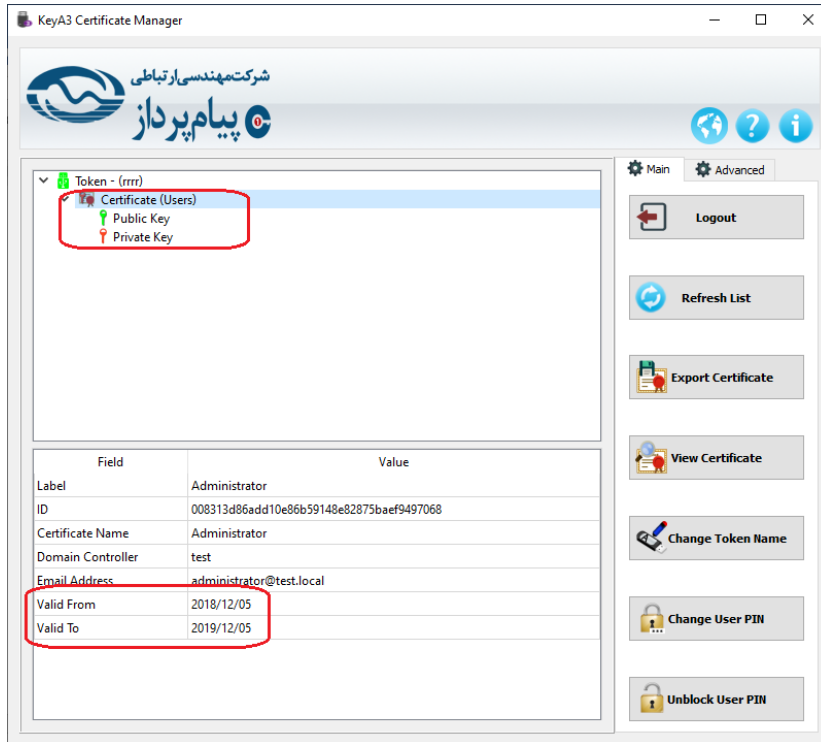 KeyA3 Certificate Manager
شرکت‌مهندسی‌ارتباطی
پیام‌پرداز
Token - (rrrr)
Certificate (Users)
Public Key
Private Key
Main Advanced
Logout
Refresh List
Export Certificate
View Certificate
Change Token Name
Change User PIN
Unblock User PIN
Field Value
Label Administrator
ID 008313d86add10e86b59148e82875baef9497068
Certificate Name Administrator
Domain Controller test
Email Address administrator@test.local
Valid From 2018/12/05
Valid To 2019/12/05